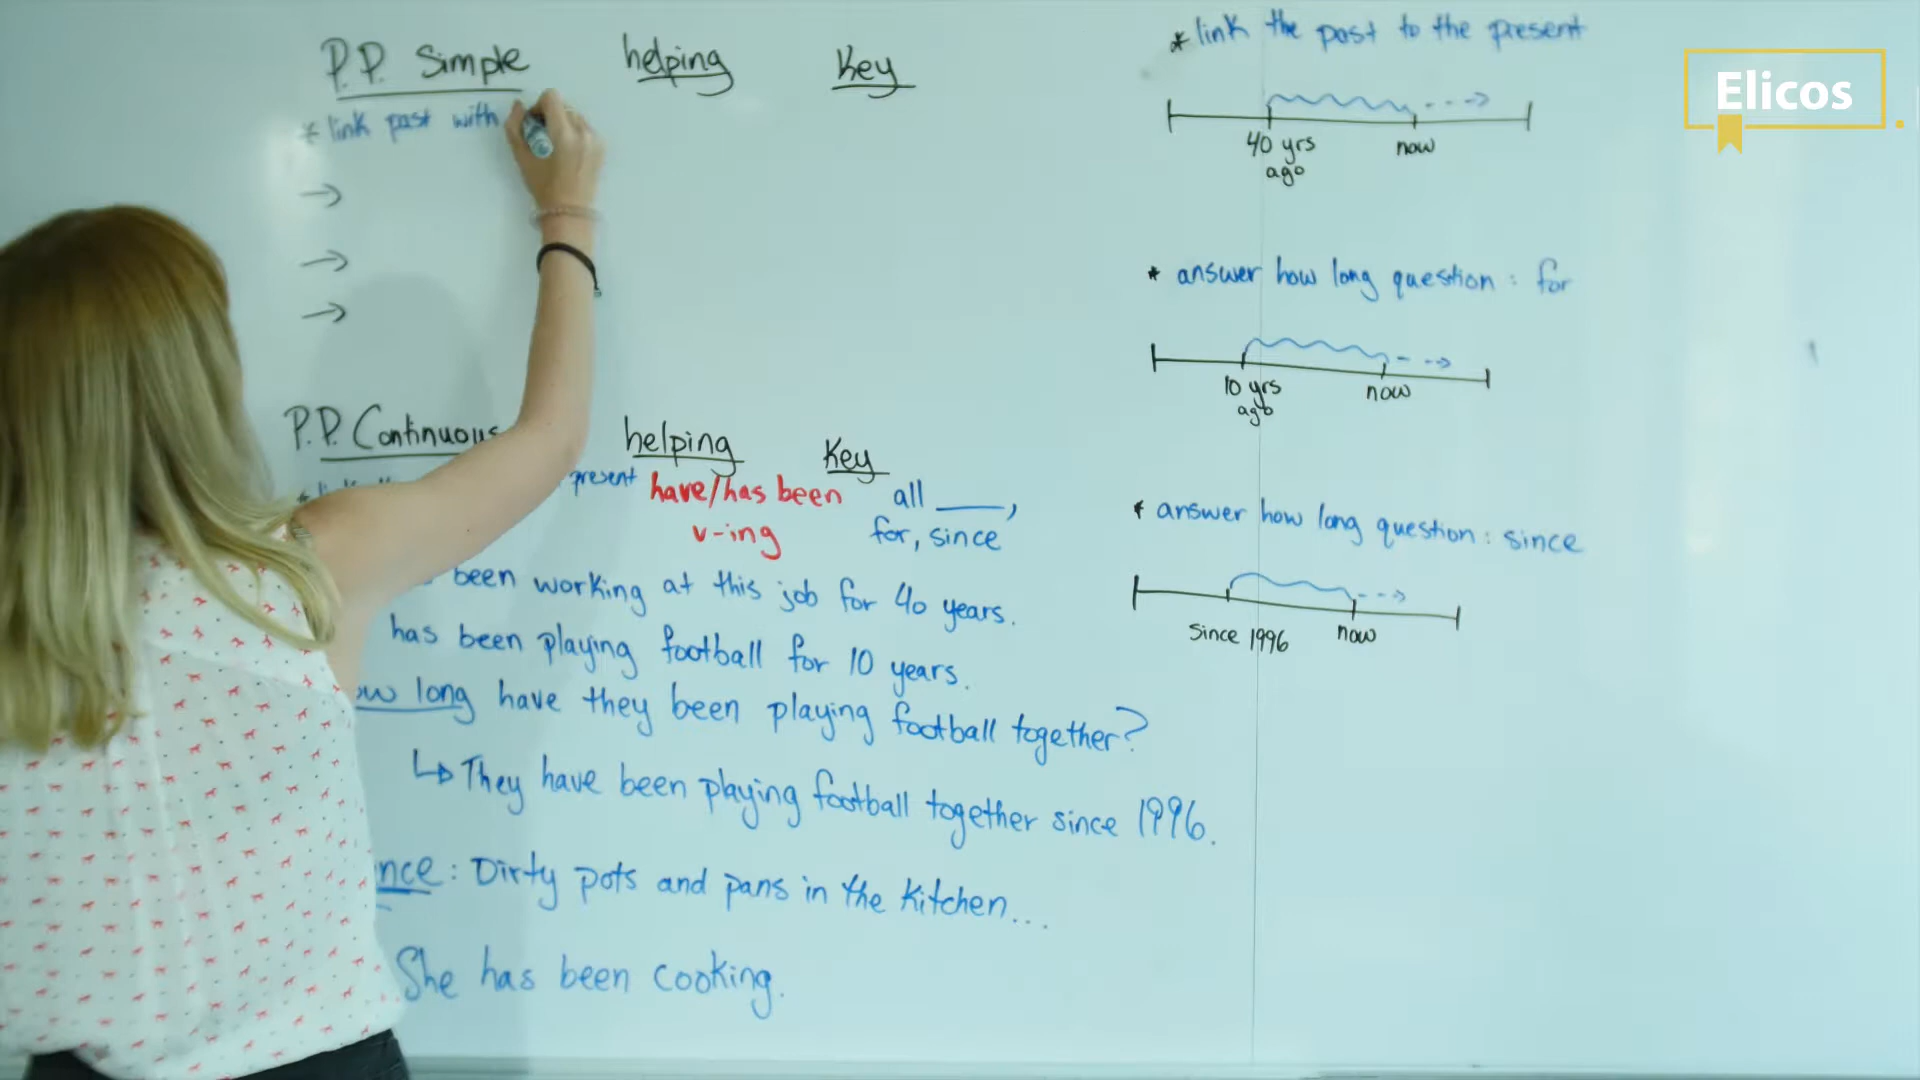 P.P. Simple helping Key
* link past with
P.P. Continuous helping Key
present have/has been all ____,
v-ing for, since
been working at this job for 40 years.
has been playing football for 10 years.
ow long have they been playing football together?
They have been playing football together since 1996.
nce: Dirty pots and pans in the kitchen...
She has been cooking.
* link the past to the present
40 yrs ago now
* answer how long question: for
10 yrs ago now
* answer how long question: since
since 1996 now
Elicos